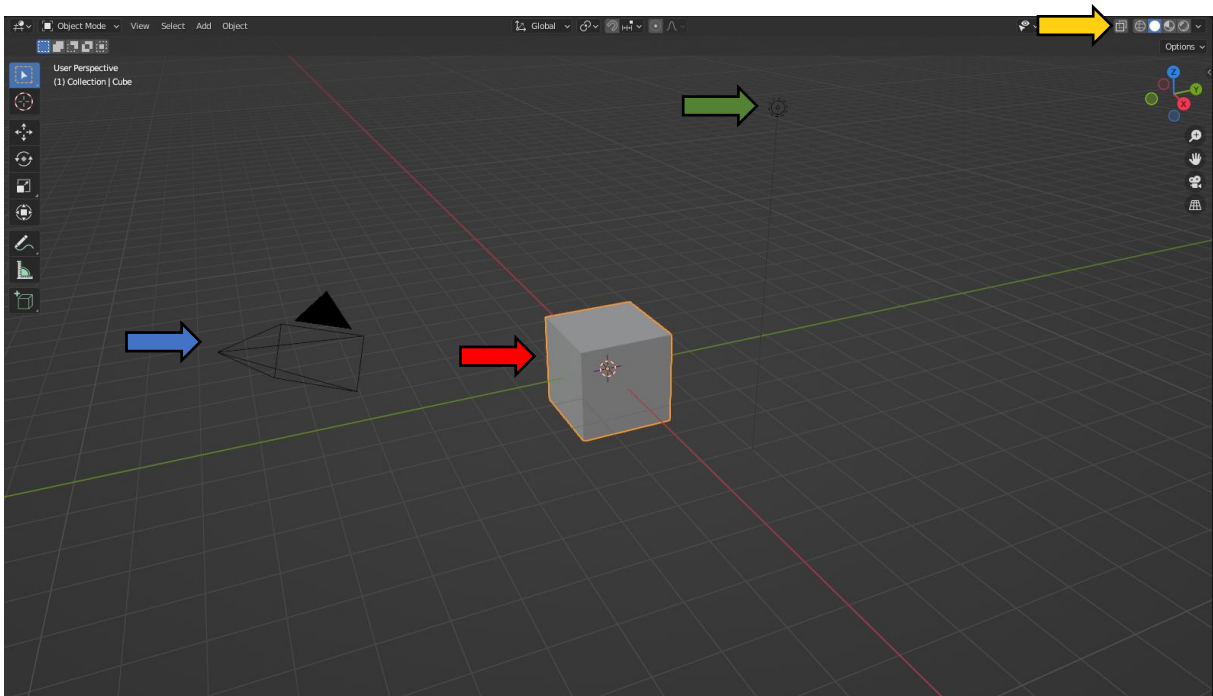 Object Mode View Select Add Object Global
Options
User Perspective
(1) Collection | Cube
Z
Y
X